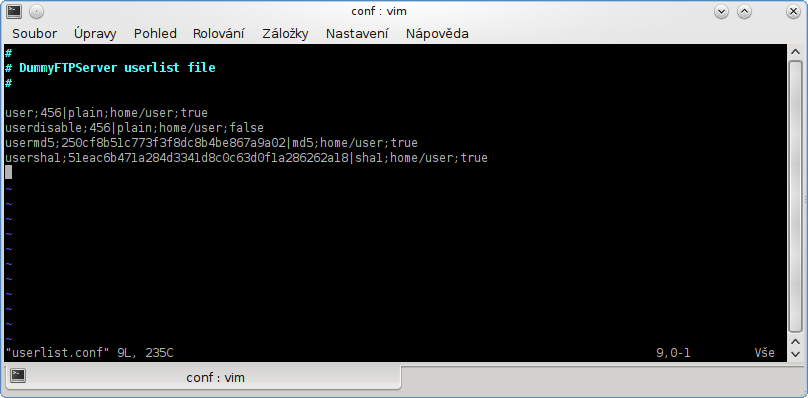 conf : vim
Soubor Úpravy Pohled Rolování Záložky Nastavení Nápověda
#
# DummyFTPServer userlist file
#
user;456|plain;home/user;true
userdisable;456|plain;home/user;false
usermd5;250cf8b51c773f3f8dc8b4be867a9a02|md5;home/user;true
usersha1;51eac6b471a284d3341d8c0c63d0f1a286262a18|sha1;home/user;true
~
~
~
~
~
~
~
~
~
~
~
"userlist.conf" 9L, 235C 9,0-1 Vše
conf : vim